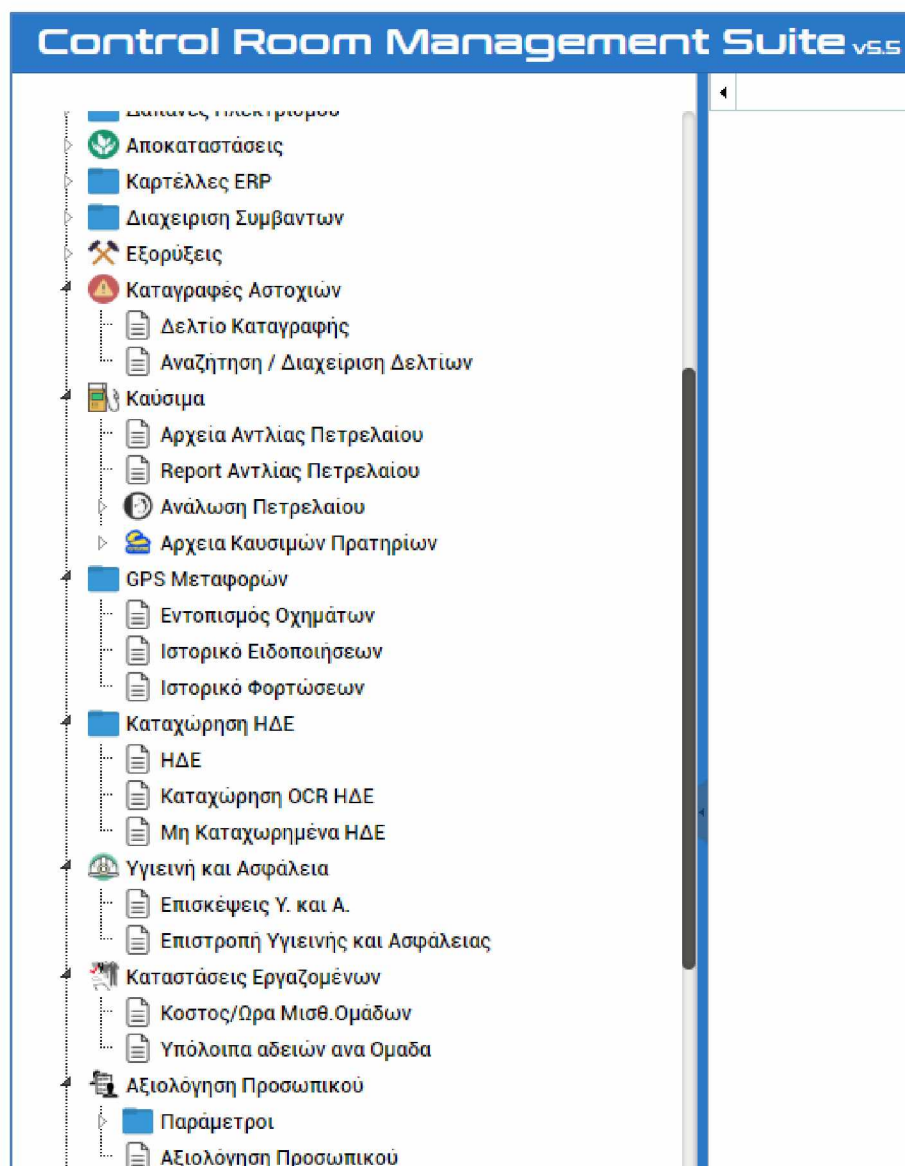 Control Room Management Suite v5.5
Δαπάνες Ηλεκτρισμού
Αποκαταστάσεις
Καρτέλλες ERP
Διαχειριση Συμβαντων
Εξορύξεις
Καταγραφές Αστοχιών
Δελτίο Καταγραφής
Αναζήτηση / Διαχείριση Δελτίων
Καύσιμα
Αρχεία Αντλίας Πετρελαίου
Report Αντλίας Πετρελαίου
Ανάλωση Πετρελαίου
Αρχεια Καυσιμών Πρατηρίων
GPS Μεταφορών
Εντοπισμός Οχημάτων
Ιστορικό Ειδοποιήσεων
Ιστορικό Φορτώσεων
Καταχώρηση ΗΔΕ
ΗΔΕ
Καταχώρηση OCR ΗΔΕ
Μη Καταχωρημένα ΗΔΕ
Υγιεινή και Ασφάλεια
Επισκέψεις Υ. και Α.
Επιστροπή Υγιεινής και Ασφάλειας
Καταστάσεις Εργαζομένων
Κοστος/Ωρα Μισθ.Ομάδων
Υπόλοιπα αδειών ανα Ομαδα
Αξιολόγηση Προσωπικού
Παράμετροι
Αξιολόγηση Προσωπικού